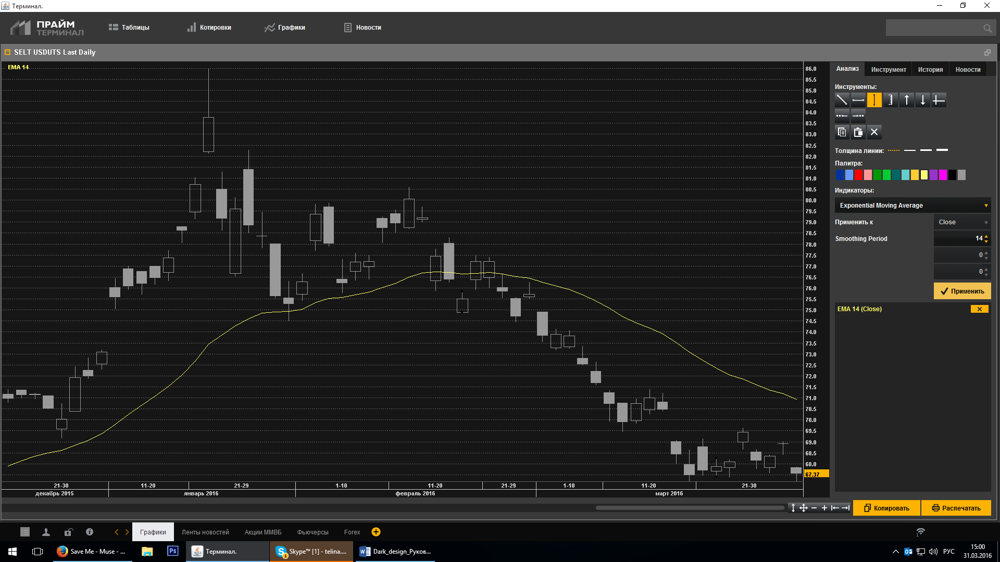 Терминал.
ПРАЙМ
ТЕРМИНАЛ
Таблицы
Котировки
Графики
Новости
SELT USDUTS Last Daily
EMA 14
86.0
85.5
85.0
84.5
84.0
83.5
83.0
82.5
82.0
81.5
81.0
80.5
80.0
79.5
79.0
78.5
78.0
77.5
77.0
76.5
76.0
75.5
75.0
74.5
74.0
73.5
73.0
72.5
72.0
71.5
71.0
70.5
70.0
69.5
69.0
68.5
68.0
67.37
21-30
11-20
21-29
1-10
11-20
21-29
1-10
11-20
21-30
декабрь 2015
январь 2016
февраль 2016
март 2016
Анализ
Инструмент
История
Новости
Инструменты:
Толщина линии:
Палитра:
Индикаторы:
Exponential Moving Average
Применить к
Close
Smoothing Period
14
0
0
Применить
EMA 14 (Close)
Копировать
Распечатать
Графики
Ленты новостей
Акции ММВБ
Фьючерсы
Forex
Save Me - Muse - ...
Ps
Терминал.
Skype™ [1] - telina....
Dark_design_Руков...
РУС
15:00
31.03.2016